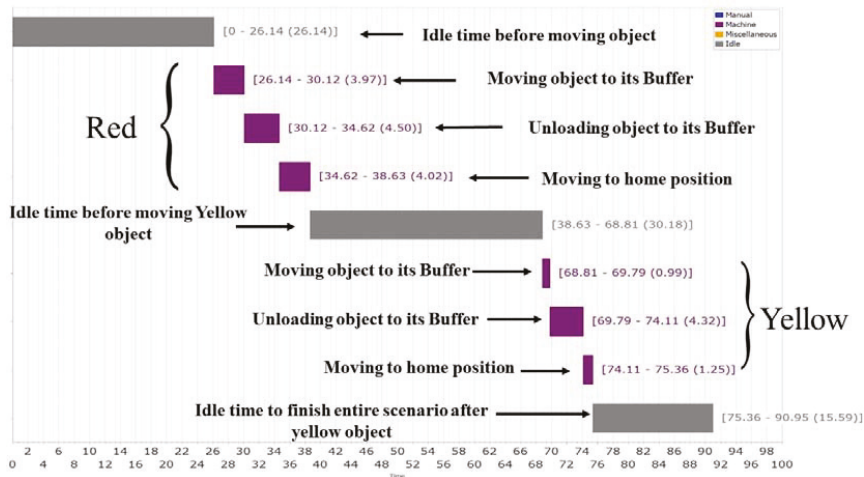 Manual
Machine
Miscellaneous
Idle
[0 - 26.14 (26.14)]
Idle time before moving object
[26.14 - 30.12 (3.97)]
Moving object to its Buffer
Red
[30.12 - 34.62 (4.50)]
Unloading object to its Buffer
[34.62 - 38.63 (4.02)]
Moving to home position
Idle time before moving Yellow
object
[38.63 - 68.81 (30.18)]
Moving object to its Buffer
[68.81 - 69.79 (0.99)]
Unloading object to its Buffer
[69.79 - 74.11 (4.32)]
Yellow
Moving to home position
[74.11 - 75.36 (1.25)]
Idle time to finish entire scenario after
yellow object
[75.36 - 90.95 (15.59)]
2 6 10 14 18 22 26 30 34 38 42 46 50 54 58 62 66 70 74 78 82 86 90 94 98
0 4 8 12 16 20 24 28 32 36 40 44 48 52 56 60 64 68 72 76 80 84 88 92 96 100
Time